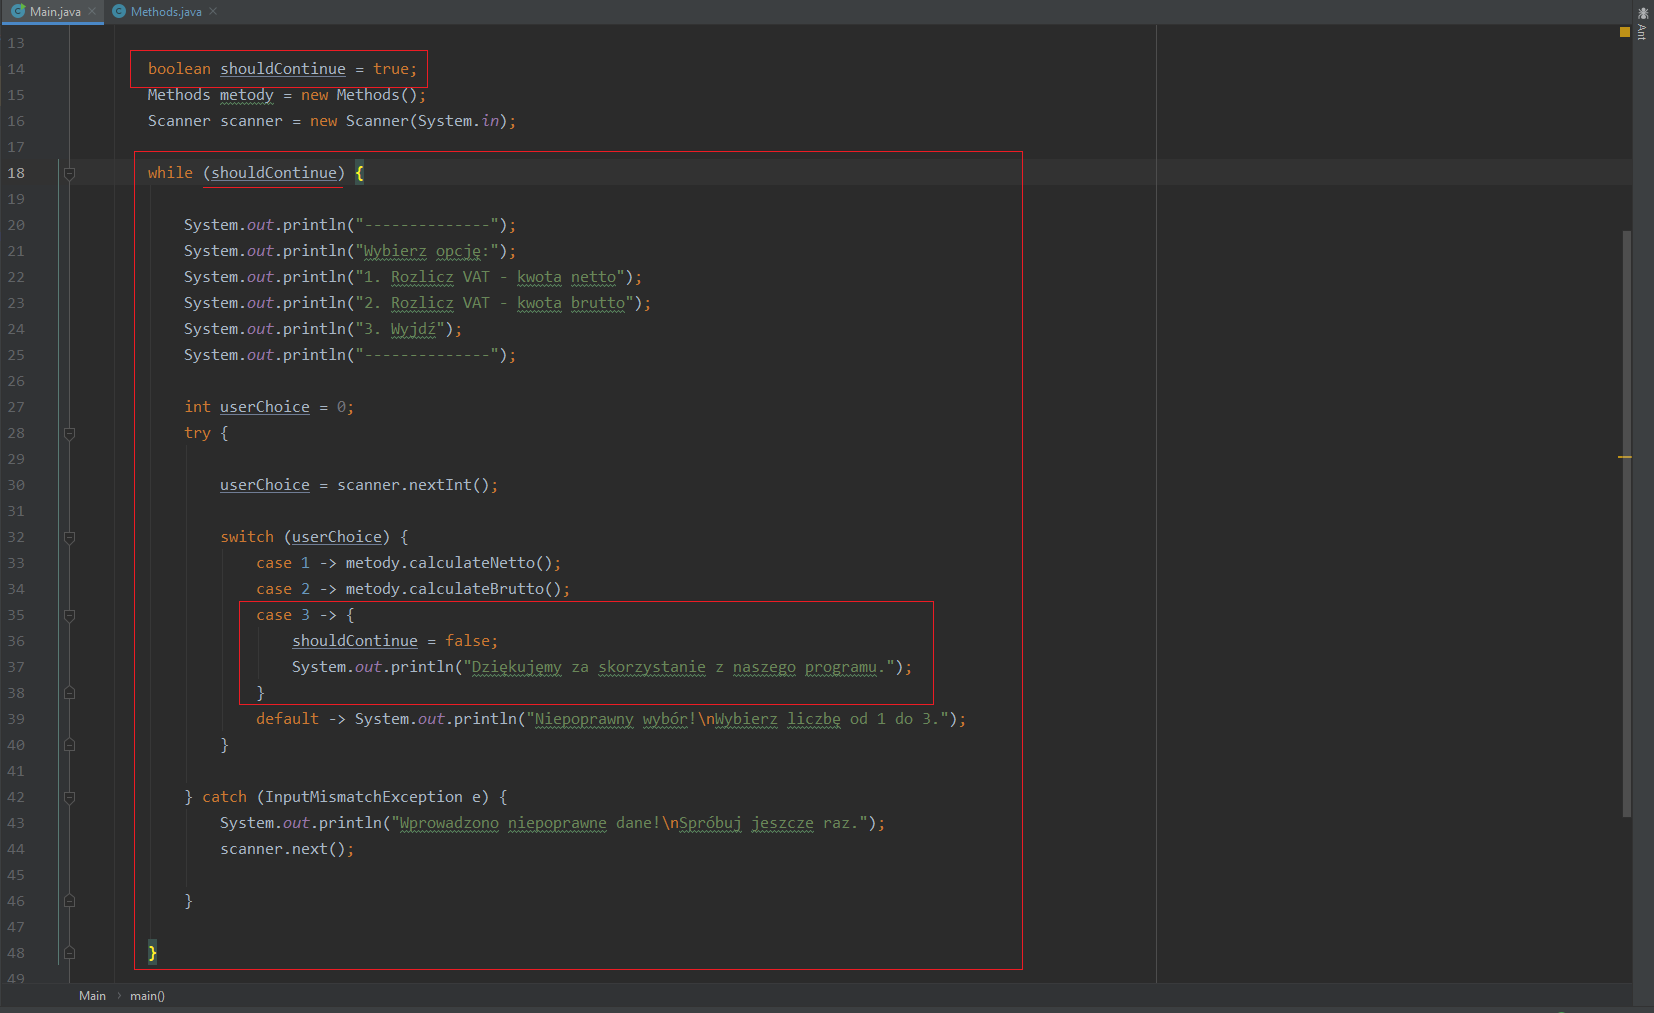 Main.java Methods.java
Ant
13
14 boolean shouldContinue = true;
15 Methods metody = new Methods();
16 Scanner scanner = new Scanner(System.in);
17
18 while (shouldContinue) {
19
20 System.out.println("--------------");
21 System.out.println("Wybierz opcję:");
22 System.out.println("1. Rozlicz VAT - kwota netto");
23 System.out.println("2. Rozlicz VAT - kwota brutto");
24 System.out.println("3. Wyjdź");
25 System.out.println("--------------");
26
27 int userChoice = 0;
28 try {
29
30 userChoice = scanner.nextInt();
31
32 switch (userChoice) {
33 case 1 -> metody.calculateNetto();
34 case 2 -> metody.calculateBrutto();
35 case 3 -> {
36 shouldContinue = false;
37 System.out.println("Dziękujęmy za skorzystanie z naszego programu.");
38 }
39 default -> System.out.println("Niepoprawny wybór!\nWybierz liczbę od 1 do 3.");
40 }
41
42 } catch (InputMismatchException e) {
43 System.out.println("Wprowadzono niepoprawne dane!\nSpróbuj jeszcze raz.");
44 scanner.next();
45
46 }
47
48 }
49
Main › main()